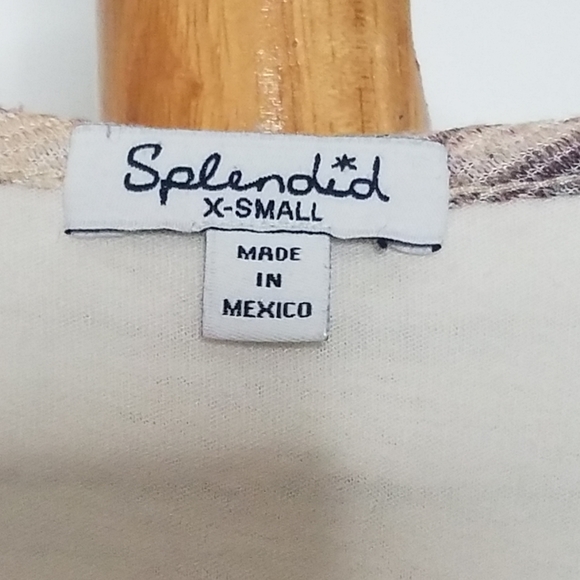 Splendid
X-SMALL
MADE
IN
MEXICO